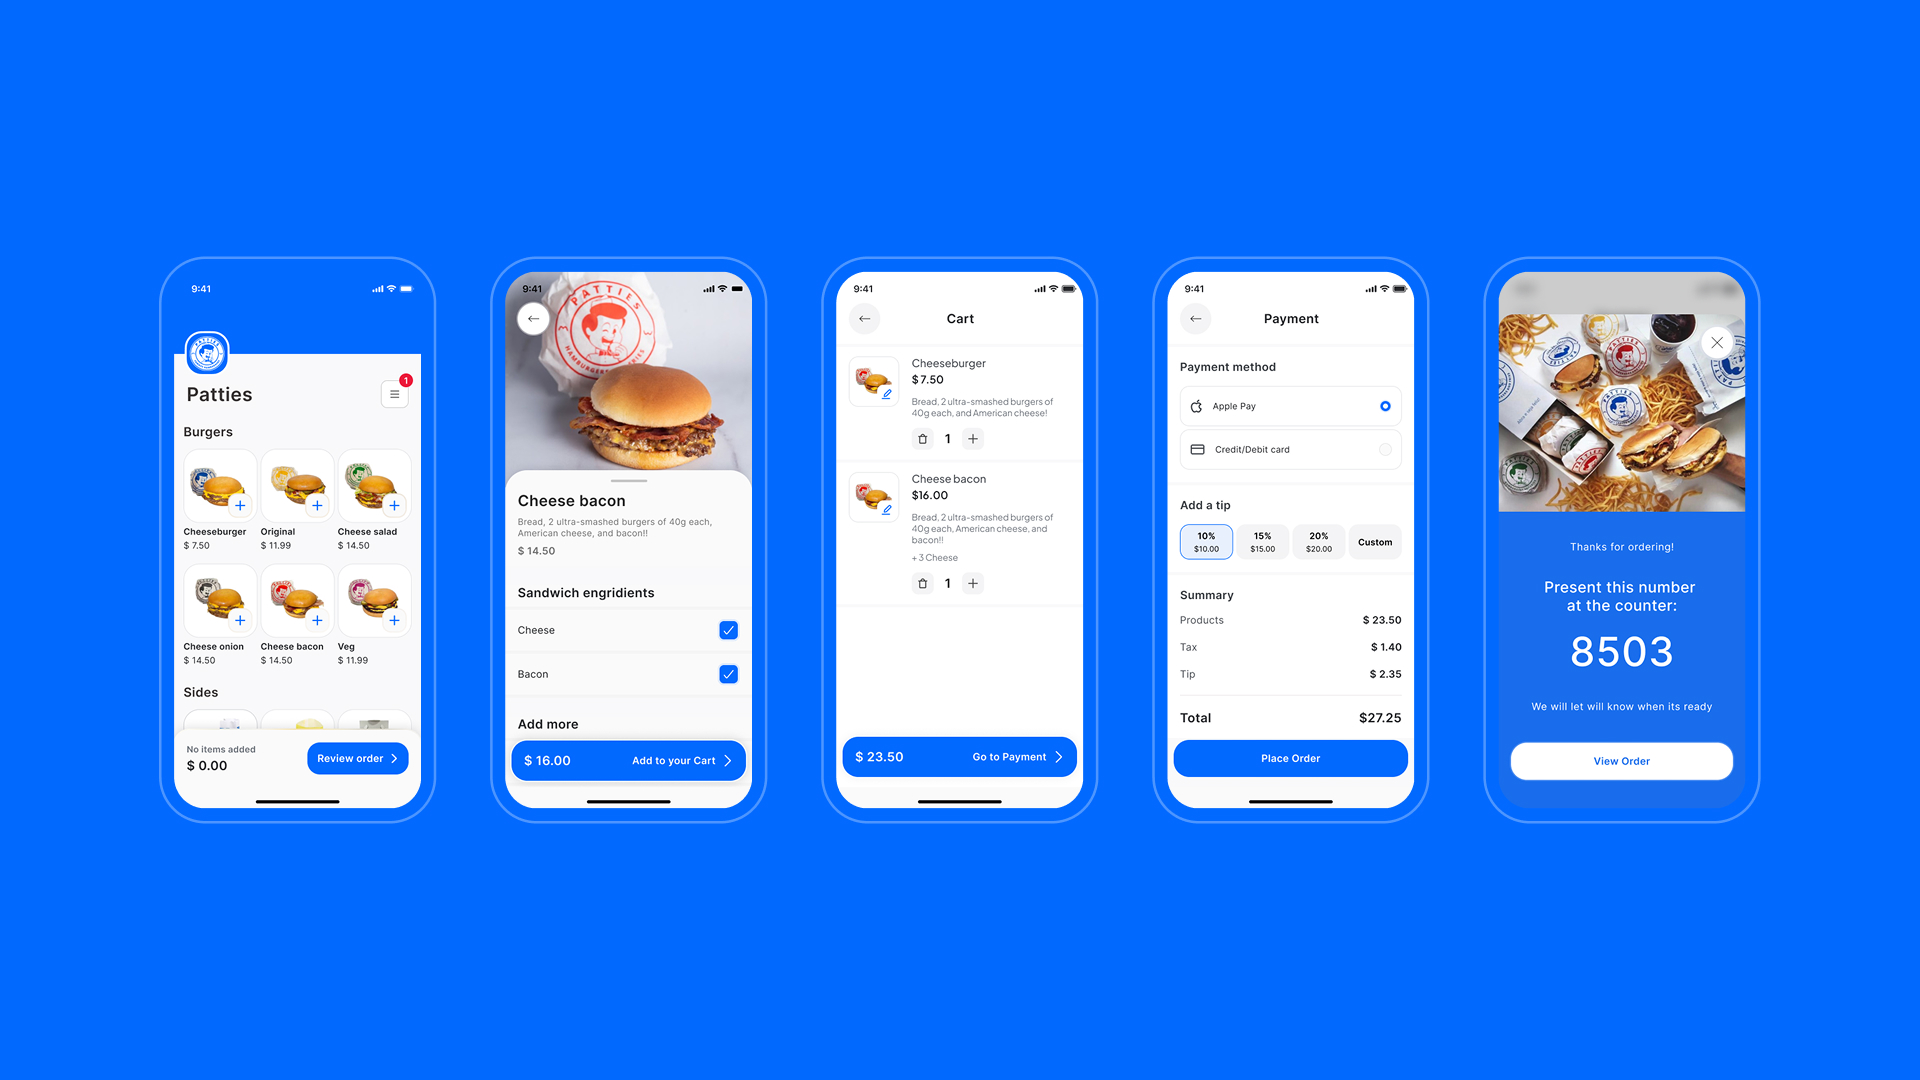 9:41
PATTIES
Patties
1
Burgers
Cheeseburger
$ 7.50
Original
$ 11.99
Cheese salad
$ 14.50
Cheese onion
$ 14.50
Cheese bacon
$ 14.50
Veg
$ 11.99
Sides
No items added
$ 0.00
Review order
9:41
PATTIES
Cheese bacon
Bread, 2 ultra-smashed burgers of 40g each,
American cheese, and bacon!!
$ 14.50
Sandwich engridients
Cheese
Bacon
Add more
$ 16.00
Add to your Cart
9:41
Cart
Cheeseburger
$ 7.50
Bread, 2 ultra-smashed burgers of
40g each, and American cheese!
1
Cheese bacon
$16.00
Bread, 2 ultra-smashed burgers of
40g each, American cheese, and
bacon!!
+ 3 Cheese
1
$ 23.50
Go to Payment
9:41
Payment
Payment method
Apple Pay
Credit/Debit card
Add a tip
10%
$10.00
15%
$15.00
20%
$20.00
Custom
Summary
Products
$ 23.50
Tax
$ 1.40
Tip
$ 2.35
Total
$27.25
Place Order
Thanks for ordering!
Present this number
at the counter:
8503
We will let will know when its ready
View Order